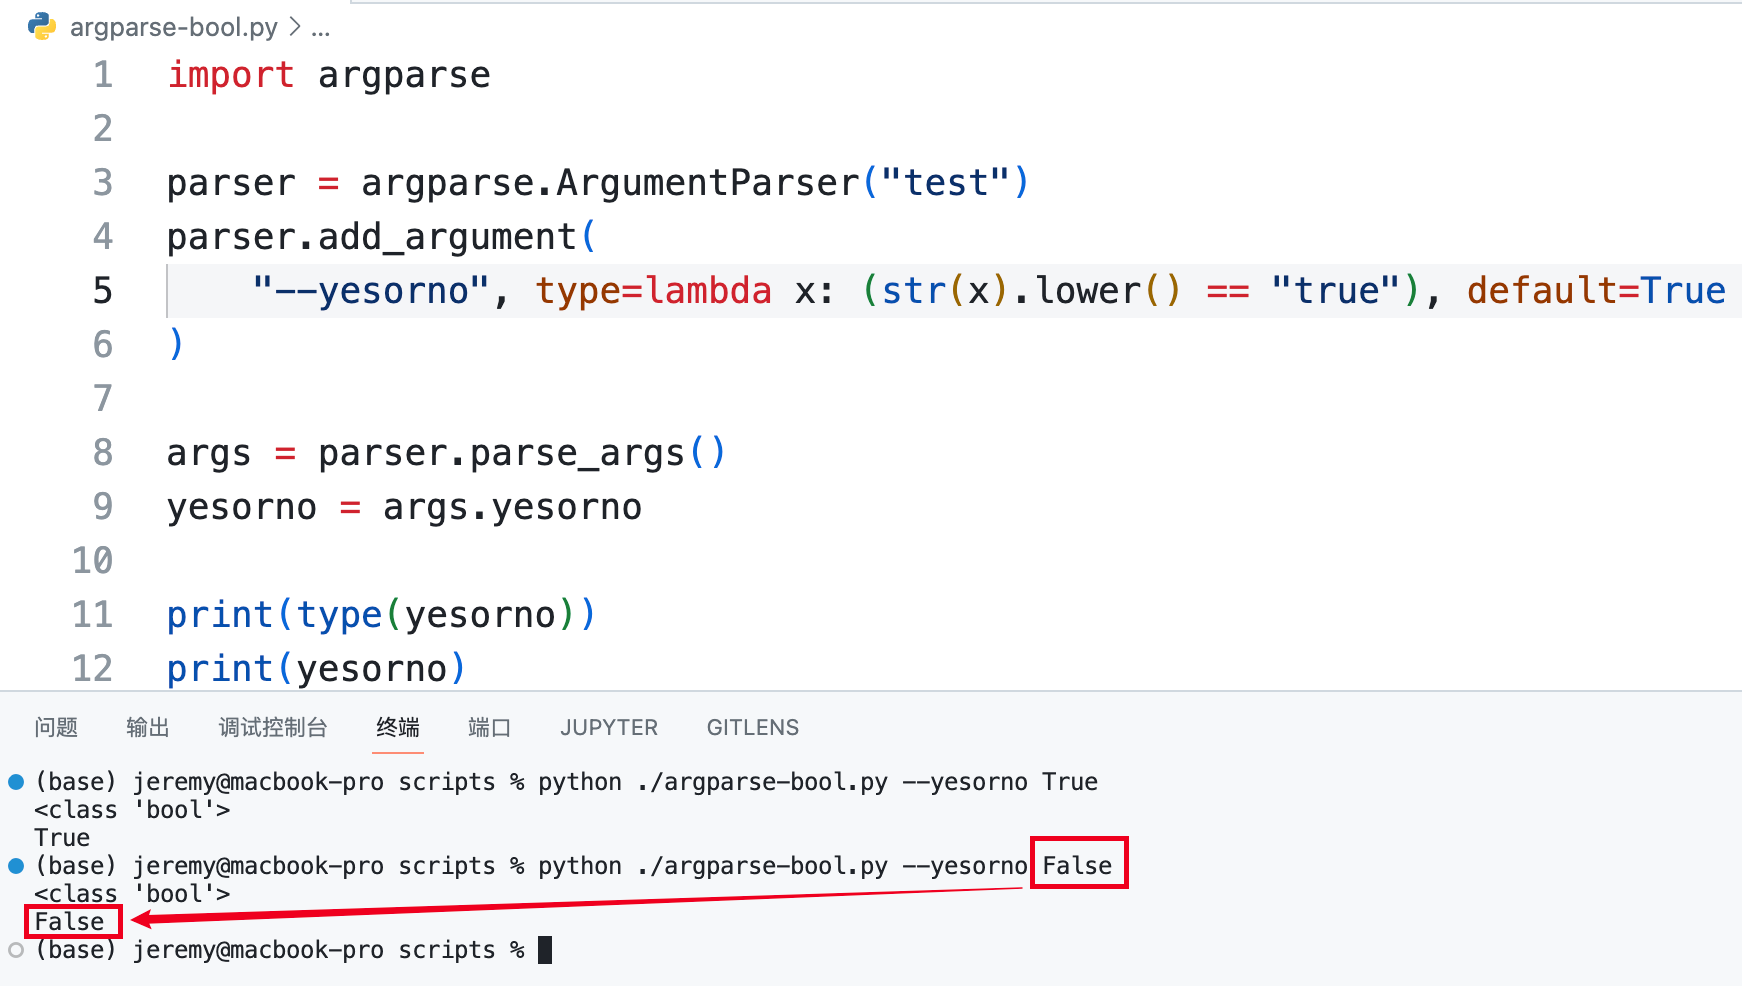 argparse-bool.py > ...
1 import argparse
2
3 parser = argparse.ArgumentParser("test")
4 parser.add_argument(
5     "--yesorno", type=lambda x: (str(x).lower() == "true"), default=True
6 )
7
8 args = parser.parse_args()
9 yesorno = args.yesorno
10
11 print(type(yesorno))
12 print(yesorno)
问题 输出 调试控制台 终端 端口 JUPYTER GITLENS
(base) jeremy@macbook-pro scripts % python ./argparse-bool.py --yesorno True
<class 'bool'>
True
(base) jeremy@macbook-pro scripts % python ./argparse-bool.py --yesorno False
<class 'bool'>
False
(base) jeremy@macbook-pro scripts %